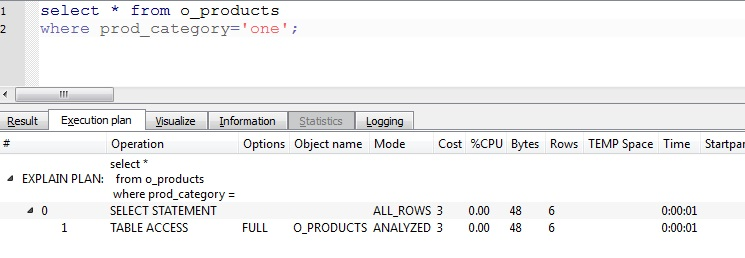 1 select * from o_products
2 where prod_category='one';
Result Execution plan Visualize Information Statistics Logging
# Operation Options Object name Mode Cost %CPU Bytes Rows TEMP Space Time Startpar
select *
EXPLAIN PLAN: from o_products
where prod_category =
0 SELECT STATEMENT ALL_ROWS 3 0.00 48 6 0:00:01
1 TABLE ACCESS FULL O_PRODUCTS ANALYZED 3 0.00 48 6 0:00:01